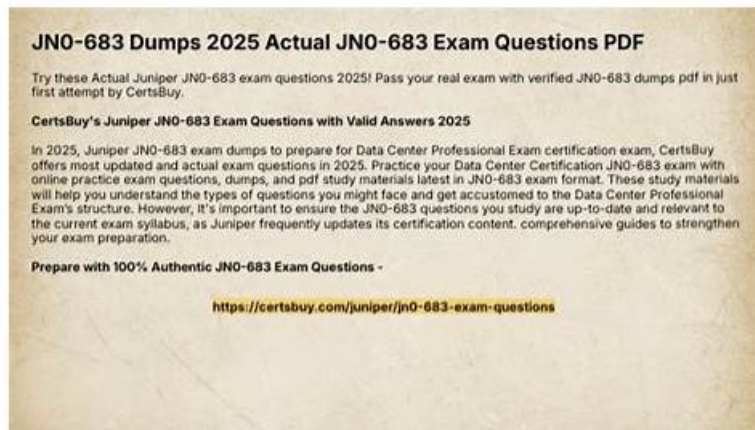 JN0-683 Dumps 2025 Actual JN0-683 Exam Questions PDF
Try these Actual Juniper JN0-683 exam questions 2025! Pass your real exam with verified JN0-683 dumps pdf in just
first attempt by CertsBuy.
CertsBuy's Juniper JN0-683 Exam Questions with Valid Answers 2025
In 2025, Juniper JN0-683 exam dumps to prepare for Data Center Professional Exam certification exam, CertsBuy
offers most updated and actual exam questions in 2025. Practice your Data Center Certification JN0-683 exam with
online practice exam questions, dumps, and pdf study materials latest in JN0-683 exam format. These study materials
will help you understand the types of questions you might face and get accustomed to the Data Center Professional
Exam's structure. However, it's important to ensure the JN0-683 questions you study are up-to-date and relevant to
the current exam syllabus, as Juniper frequently updates its certification content. comprehensive guides to strengthen
your exam preparation.
Prepare with 100% Authentic JN0-683 Exam Questions -
https://certsbuy.com/juniper/jn0-683-exam-questions